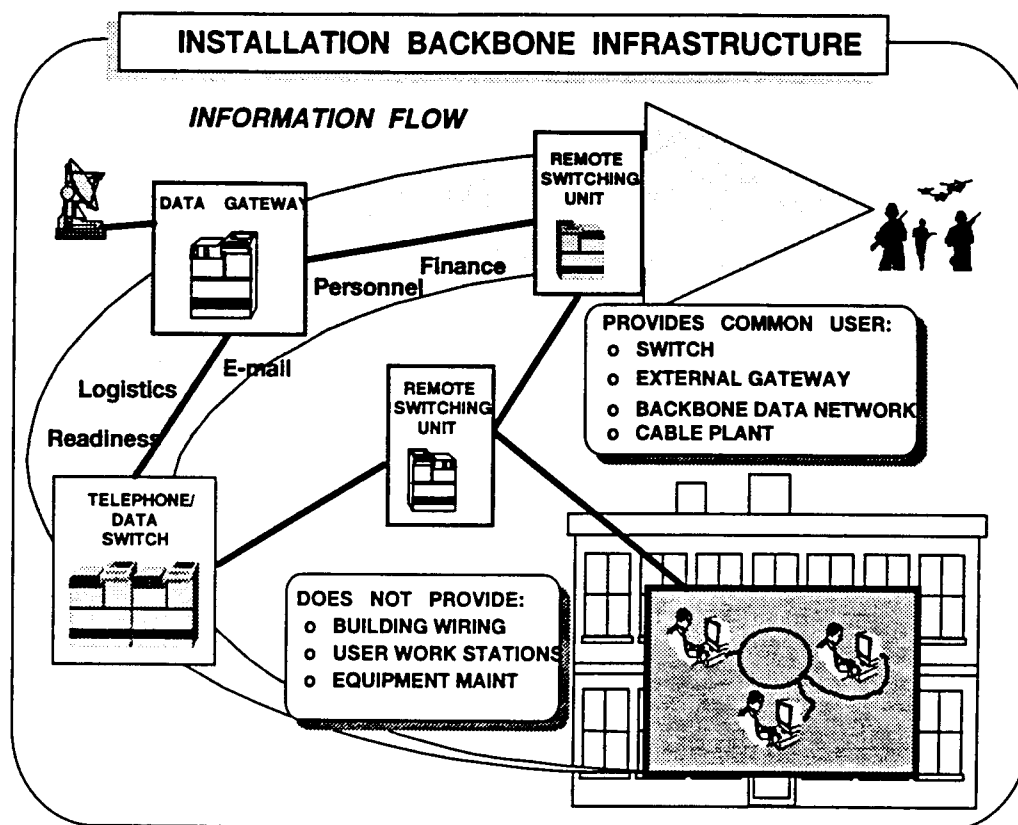 INSTALLATION BACKBONE INFRASTRUCTURE
INFORMATION FLOW
DATA GATEWAY
REMOTE
SWITCHING
UNIT
Finance
Personnel
E-mail
Logistics
Readiness
REMOTE
SWITCHING
UNIT
PROVIDES COMMON USER:
o SWITCH
o EXTERNAL GATEWAY
o BACKBONE DATA NETWORK
o CABLE PLANT
TELEPHONE/
DATA
SWITCH
DOES NOT PROVIDE:
o BUILDING WIRING
o USER WORK STATIONS
o EQUIPMENT MAINT